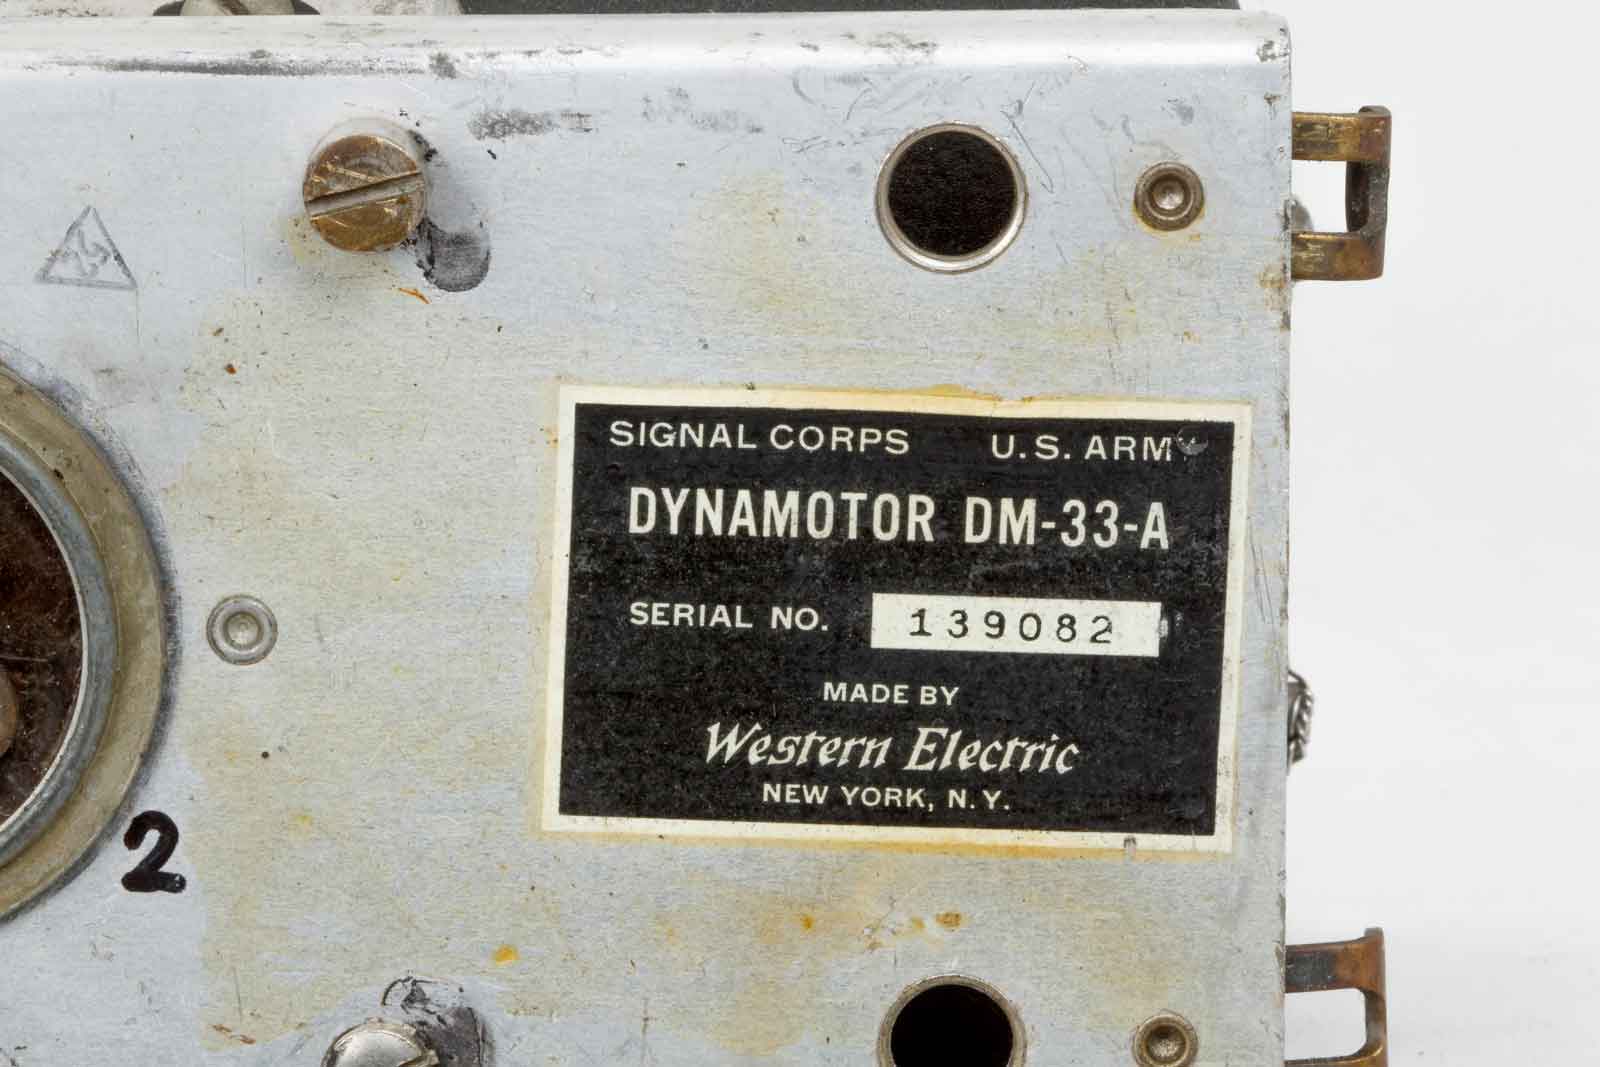 SIGNAL CORPS U.S. ARMY
DYNAMOTOR DM-33-A
SERIAL NO. 139082
MADE BY
Western Electric
NEW YORK, N.Y.
2